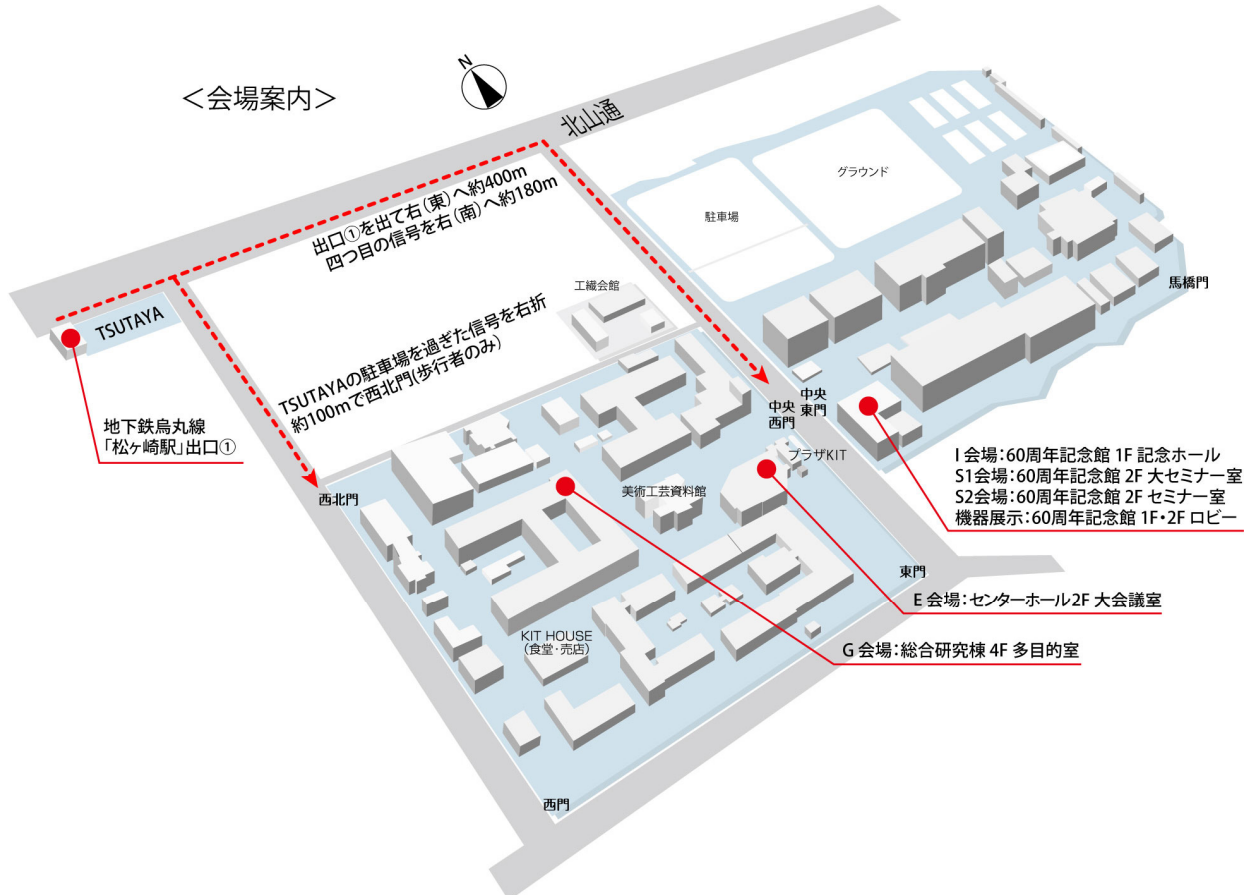 <会場案内>
N
北山通
グラウンド
駐車場
出口①を出て右(東)へ約400m
四つ目の信号を右(南)へ約180m
工繊会館
馬橋門
TSUTAYA
TSUTAYAの駐車場を過ぎた信号を右折
約100mで西北門(歩行者のみ)
地下鉄烏丸線
「松ヶ崎駅」出口①
中央
西門
中央
東門
プラザKIT
I 会場:60周年記念館 1F 記念ホール
S1会場:60周年記念館 2F 大セミナー室
S2会場:60周年記念館 2F セミナー室
機器展示:60周年記念館 1F・2F ロビー
西北門
美術工芸資料館
東門
E 会場:センターホール2F 大会議室
KIT HOUSE
(食堂・売店)
G 会場:総合研究棟 4F 多目的室
西門